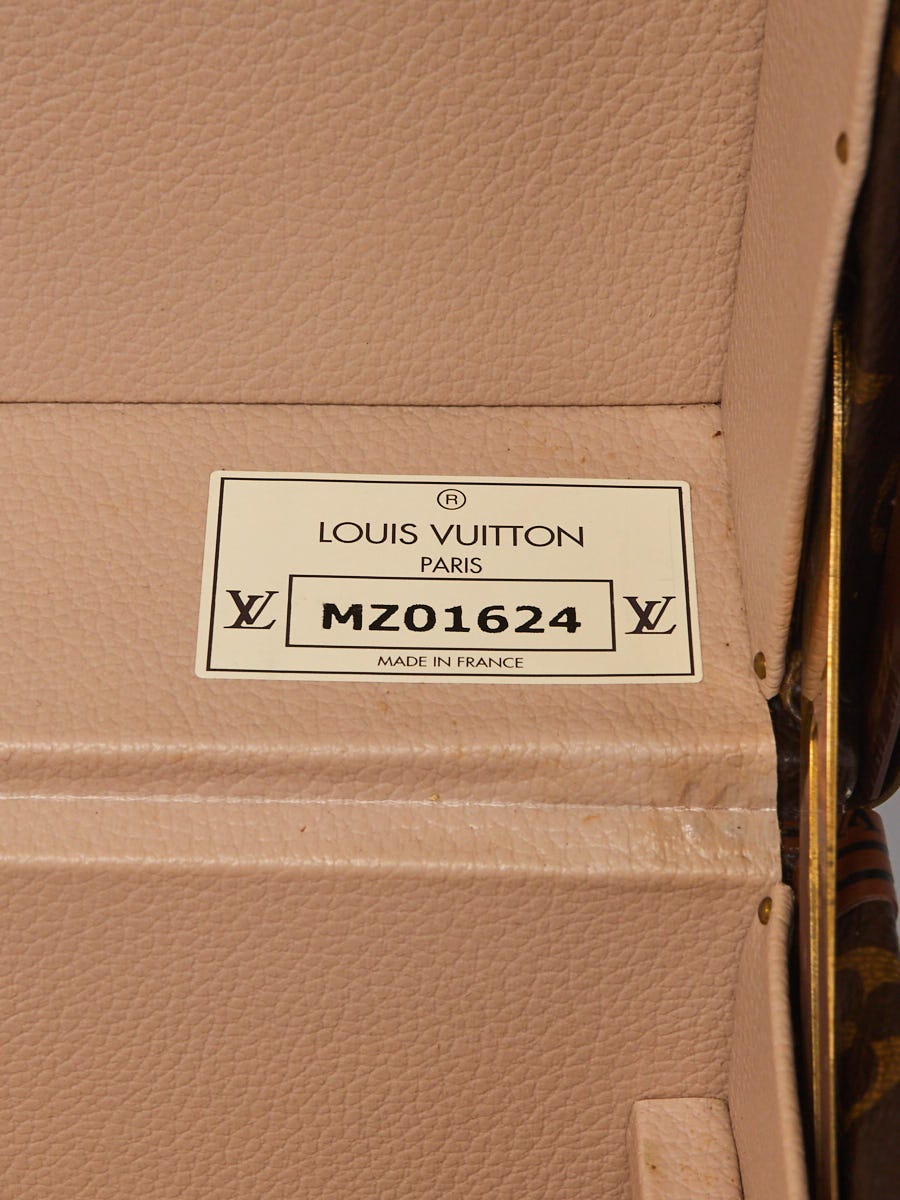 ®
LOUIS VUITTON
PARIS
LV MZ01624 LV
MADE IN FRANCE